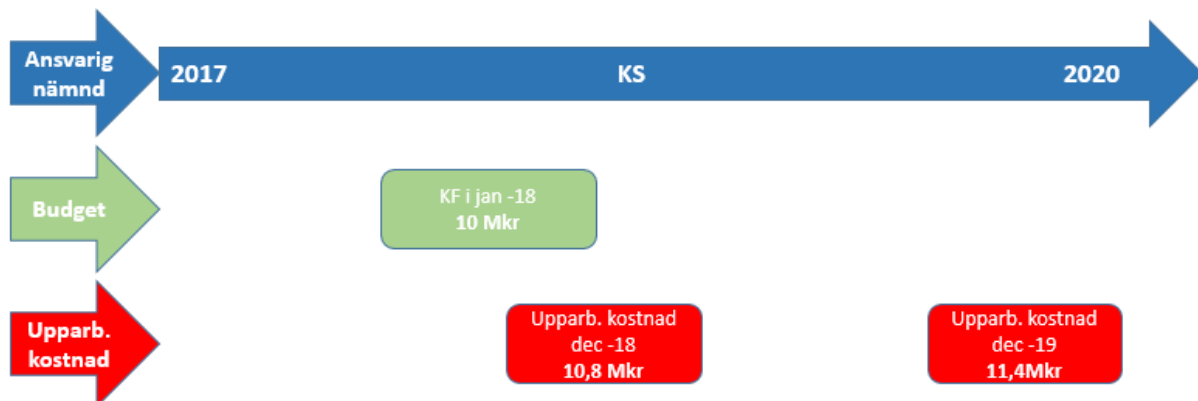 Ansvarig
nämnd
2017 KS 2020
Budget
KF i jan -18
10 Mkr
Upparb.
kostnad
Upparb. kostnad
dec -18
10,8 Mkr
Upparb. kostnad
dec -19
11,4Mkr